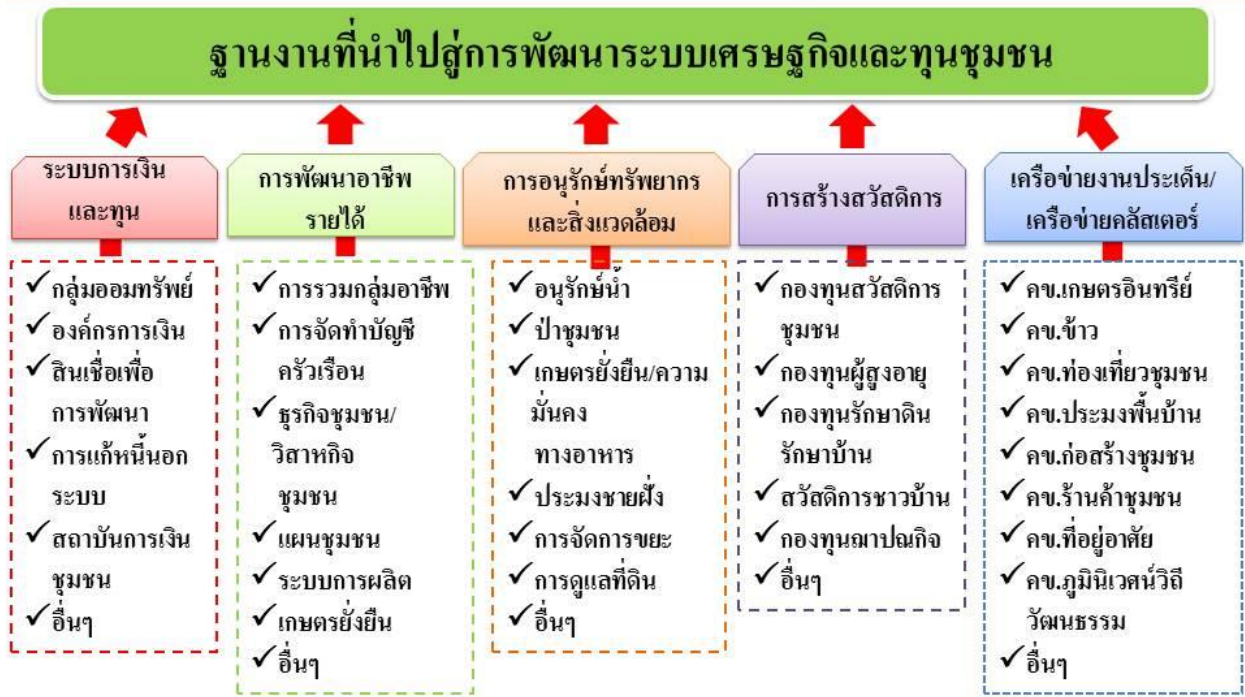 ฐานงานที่นำไปสู่การพัฒนาระบบเศรษฐกิจและทุนชุมชน
ระบบการเงิน
และทุน
✓กลุ่มออมทรัพย์
✓องค์กรการเงิน
✓สินเชื่อเพื่อ
การพัฒนา
✓การแก้หนี้นอก
ระบบ
✓สถาบันการเงิน
ชุมชน
✓อื่นๆ
การพัฒนาอาชีพ
รายได้
✓การรวมกลุ่มอาชีพ
✓การจัดทำบัญชี
ครัวเรือน
✓ธุรกิจชุมชน/
วิสาหกิจ
ชุมชน
✓แผนชุมชน
✓ระบบการผลิต
✓เกษตรยั่งยืน
✓อื่นๆ
การอนุรักษ์ทรัพยากร
และสิ่งแวดล้อม
✓อนุรักษ์น้ำ
✓ป่าชุมชน
✓เกษตรยั่งยืน/ความ
มั่นคง
ทางอาหาร
✓ประมงชายฝั่ง
✓การจัดการขยะ
✓การดูแลที่ดิน
✓อื่นๆ
การสร้างสวัสดิการ
✓กองทุนสวัสดิการ
ชุมชน
✓กองทุนผู้สูงอายุ
✓กองทุนรักษาดิน
รักษาบ้าน
✓สวัสดิการชาวบ้าน
✓กองทุนฌาปณกิจ
✓อื่นๆ
เครือข่ายงานประเด็น/
เครือข่ายคลัสเตอร์
✓คข.เกษตรอินทรีย์
✓คข.ข้าว
✓คข.ท่องเที่ยวชุมชน
✓คข.ประมงพื้นบ้าน
✓คข.ก่อสร้างชุมชน
✓คข.ร้านค้าชุมชน
✓คข.ที่อยู่อาศัย
✓คข.ภูมินิเวศน์วิถี
วัฒนธรรม
✓อื่นๆ